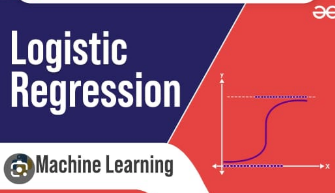 Logistic
Regression
Y
X
Machine Learning